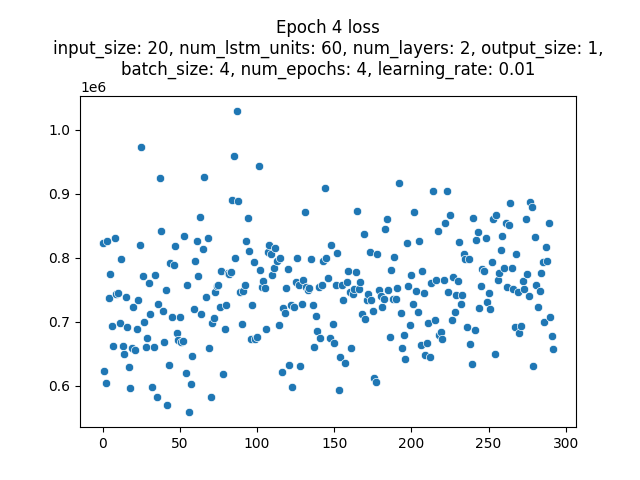 Epoch 4 loss
input_size: 20, num_lstm_units: 60, num_layers: 2, output_size: 1,
batch_size: 4, num_epochs: 4, learning_rate: 0.01
1e6
1.0
0.9
0.8
0.7
0.6
0 50 100 150 200 250 300